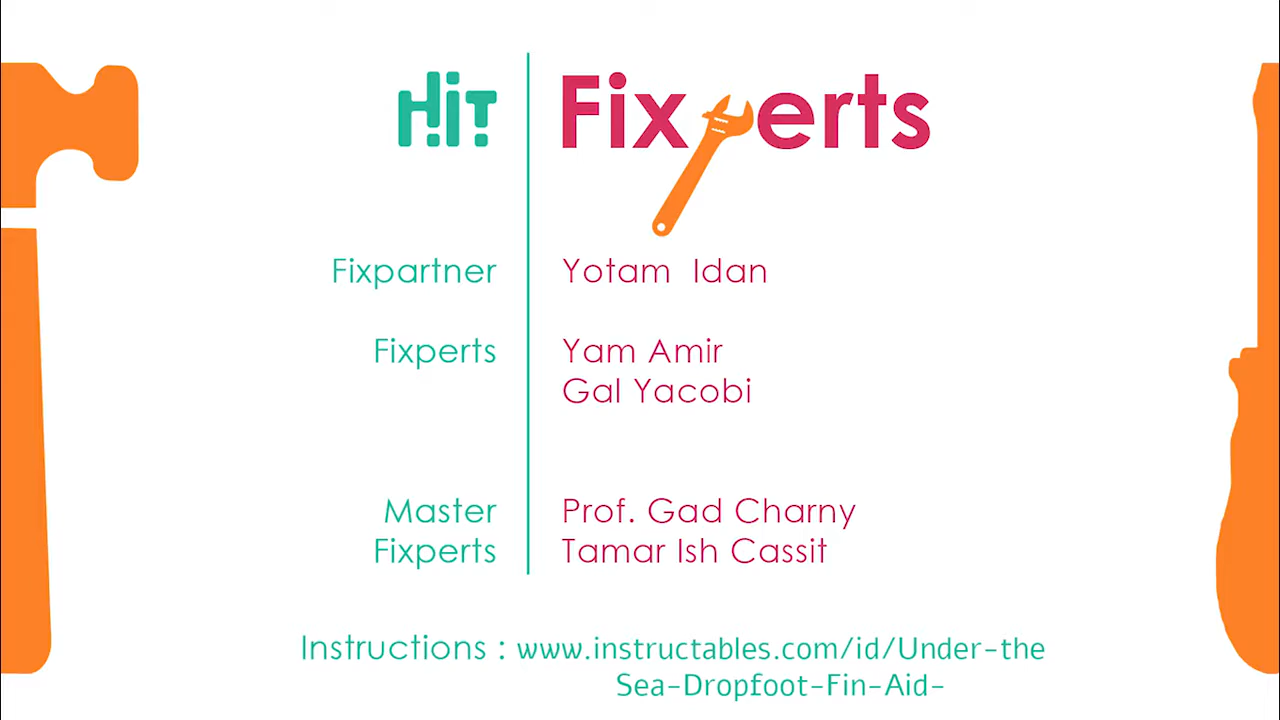 HiT
Fixperts
Fixpartner Yotam Idan
Fixperts Yam Amir
Gal Yacobi
Master Prof. Gad Charny
Fixperts Tamar Ish Cassit
Instructions : www.instructables.com/id/Under-the
Sea-Dropfoot-Fin-Aid-